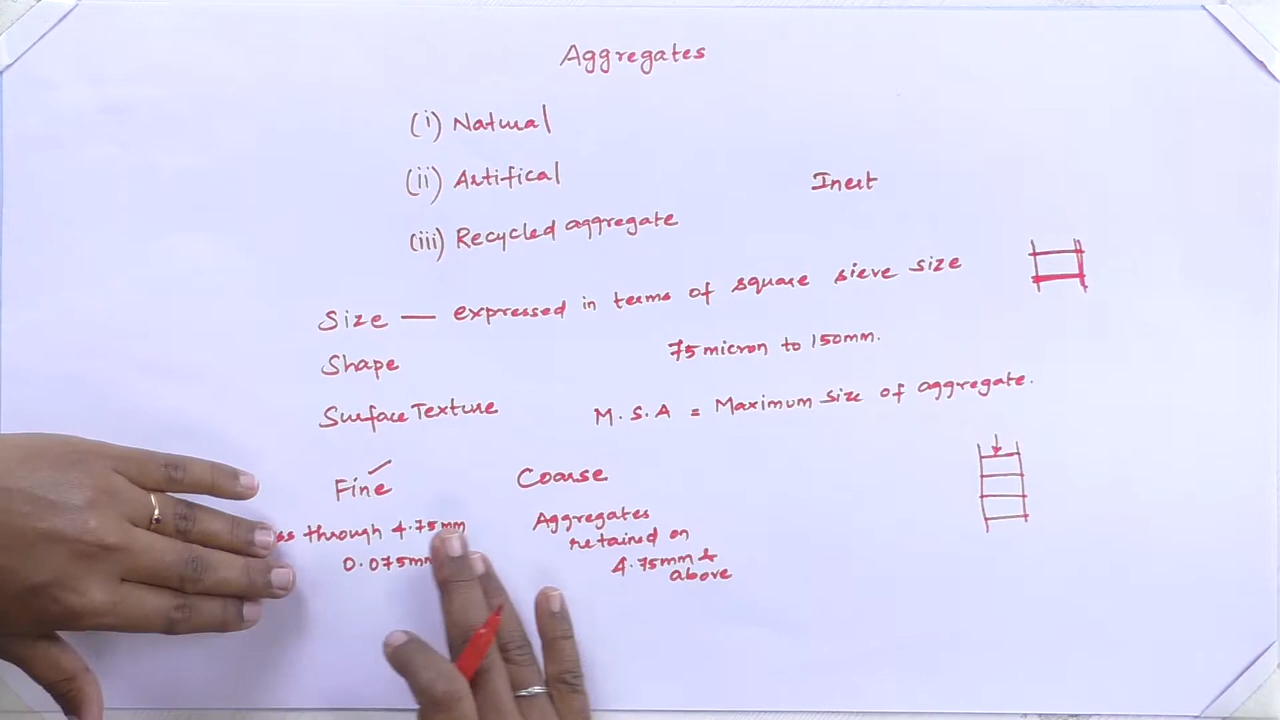 Aggregates
(i) Natural
(ii) Artifical
Inert
(iii) Recycled aggregate
Size — expressed in terms of square sieve size
Shape
75 micron to 150mm.
Surface Texture
M.S.A = Maximum size of aggregate.
Fine ✓
Coarse
through 4.75mm
0.075mm
Aggregates
retained on
4.75mm &
above